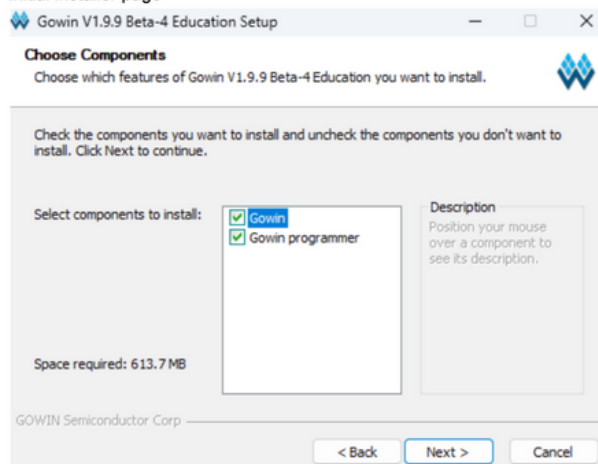 Gowin V1.9.9 Beta-4 Education Setup
Choose Components
Choose which features of Gowin V1.9.9 Beta-4 Education you want to install.
Check the components you want to install and uncheck the components you don't want to
install. Click Next to continue.
Select components to install:
Gowin
Gowin programmer
Description
Position your mouse
over a component to
see its description.
Space required: 613.7 MB
GOWIN Semiconductor Corp
< Back
Next >
Cancel